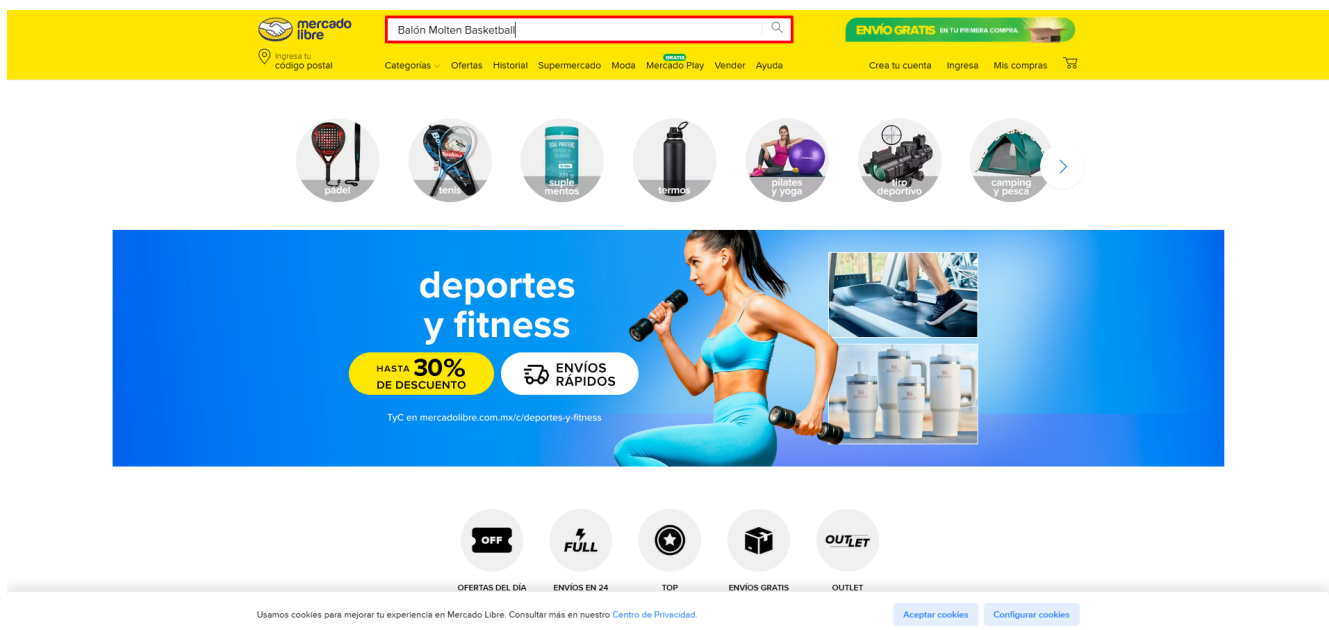 mercado
libre
Balón Molten Basketball
ENVÍO GRATIS EN TU PRIMERA COMPRA.
Ingresa tu
código postal
Categorías Ofertas Historial Supermercado Moda GRATIS Mercado Play Vender Ayuda
Crea tu cuenta Ingresa Mis compras
pádel
tenis
suple
mentos
termos
pilates
y yoga
tiro
deportivo
camping
y pesca
deportes
y fitness
HASTA 30%
DE DESCUENTO
ENVÍOS
RÁPIDOS
TyC en mercadolibre.com.mx/c/deportes-y-fitness
OFF
FULL
OUTLET
OFERTAS DEL DÍA
ENVÍOS EN 24
TOP
ENVÍOS GRATIS
OUTLET
Usamos cookies para mejorar tu experiencia en Mercado Libre. Consultar más en nuestro Centro de Privacidad.
Aceptar cookies
Configurar cookies